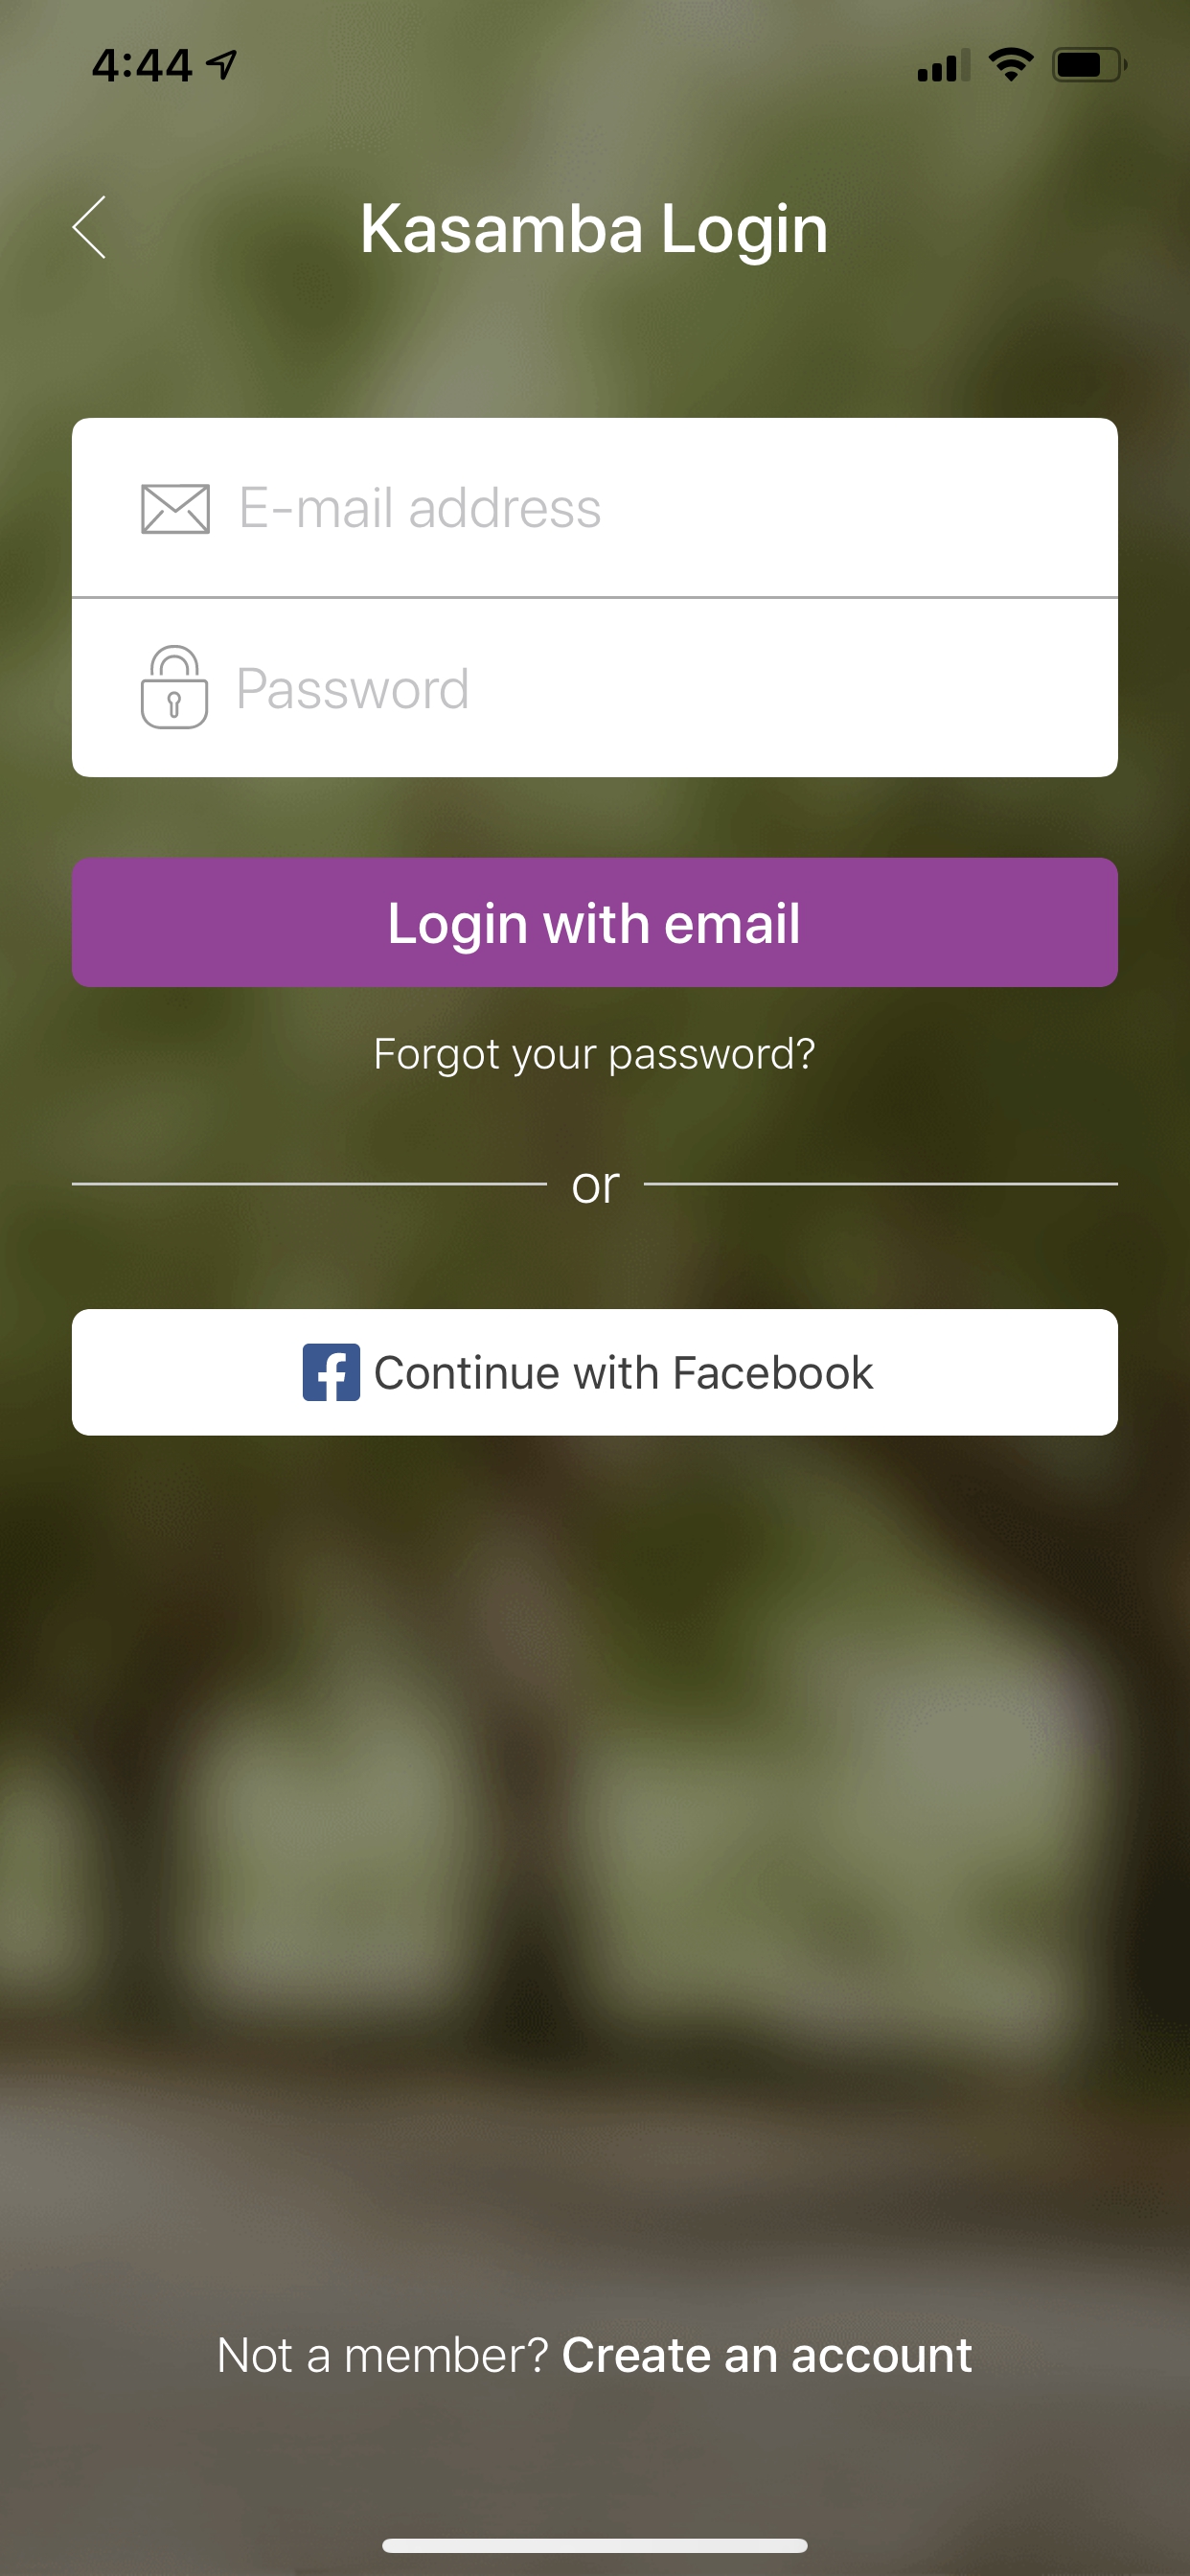 4:44
Kasamba Login
E-mail address
Password
Login with email
Forgot your password?
or
Continue with Facebook
Not a member? Create an account